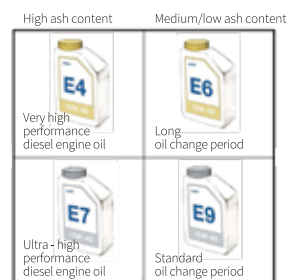 High ash content
Medium/low ash content
E4
Very high
performance
diesel engine oil
E6
Long
oil change period
E7
Ultra - high
performance
diesel engine oil
E9
Standard
oil change period